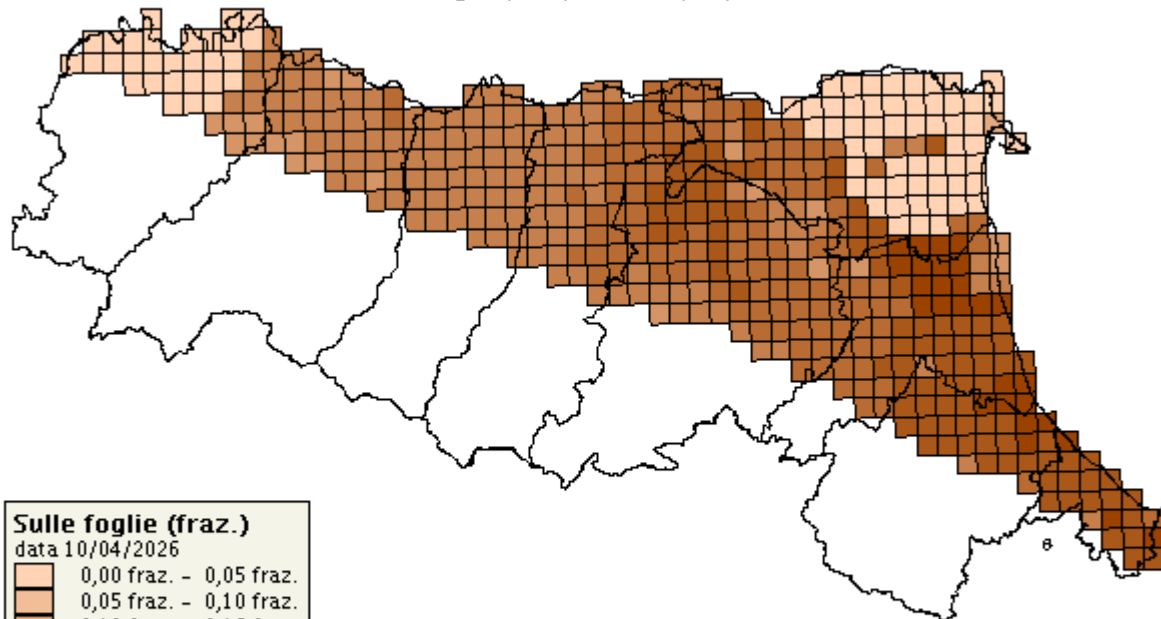 Sulle foglie (fraz.)
data 10/04/2026
0,00 fraz. - 0,05 fraz.
0,05 fraz. - 0,10 fraz.